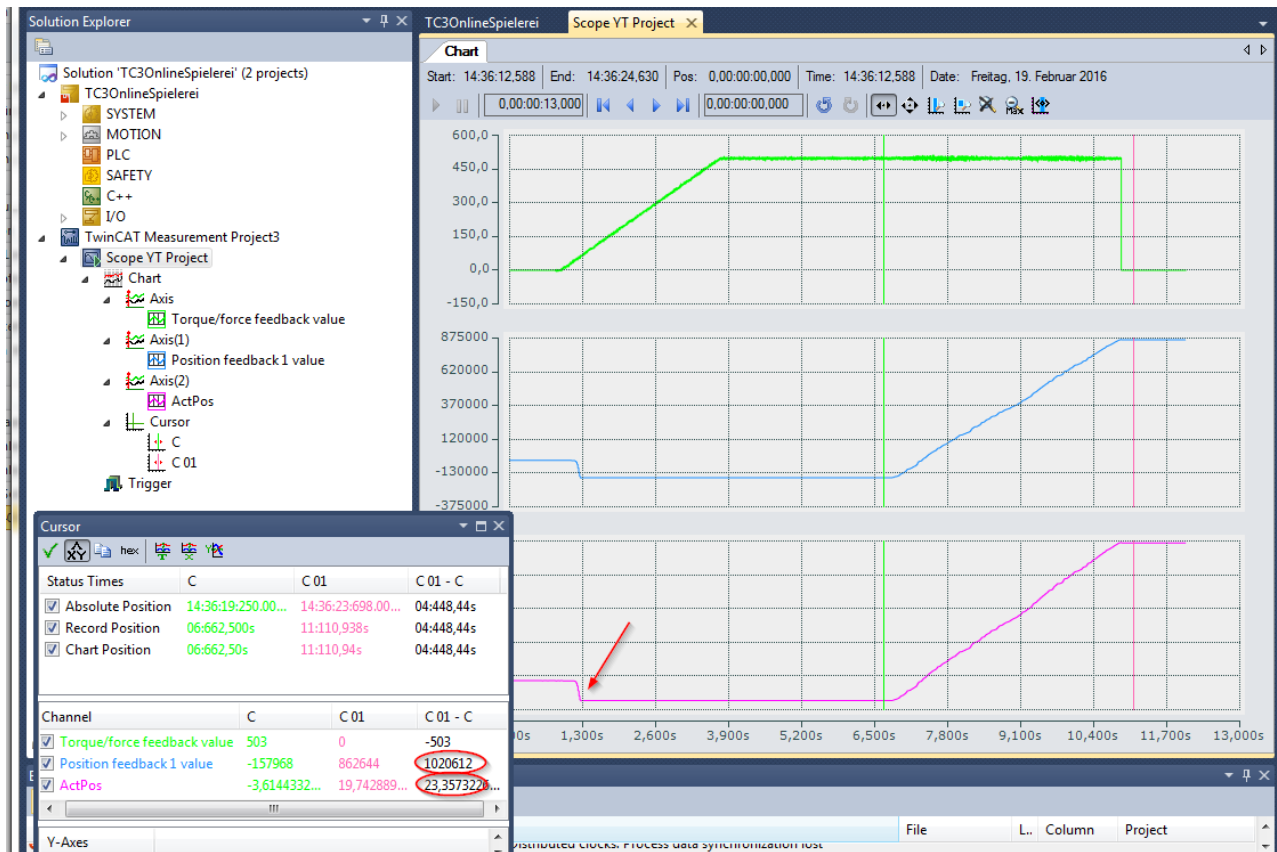 Solution Explorer
TC3OnlineSpielerei
Scope YT Project
Chart
Start: 14:36:12,588 End: 14:36:24,630 Pos: 0,00:00:00,000 Time: 14:36:12,588 Date: Freitag, 19. Februar 2016
0,00:00:13,000 0,00:00:00,000
Max
Solution 'TC3OnlineSpielerei' (2 projects)
TC3OnlineSpielerei
SYSTEM
MOTION
PLC
SAFETY
C++
I/O
TwinCAT Measurement Project3
Scope YT Project
Chart
Axis
Torque/force feedback value
Axis(1)
Position feedback 1 value
Axis(2)
ActPos
Cursor
C
C 01
Trigger
600,0
450,0
300,0
150,0
0,0
-150,0
875000
620000
370000
120000
-130000
-375000
0s 1,300s 2,600s 3,900s 5,200s 6,500s 7,800s 9,100s 10,400s 11,700s 13,000s
Cursor
hex
Status Times C C 01 C 01 - C
Absolute Position 14:36:19:250.00... 14:36:23:698.00... 04:448,44s
Record Position 06:662,500s 11:110,938s 04:448,44s
Chart Position 06:662,50s 11:110,94s 04:448,44s
Channel C C 01 C 01 - C
Torque/force feedback value 503 0 -503
Position feedback 1 value -157968 862644 1020612
ActPos -3,6144332... 19,742889... 23,3573226...
Y-Axes
File L.. Column Project
Distributed clocks: Process data synchronization lost